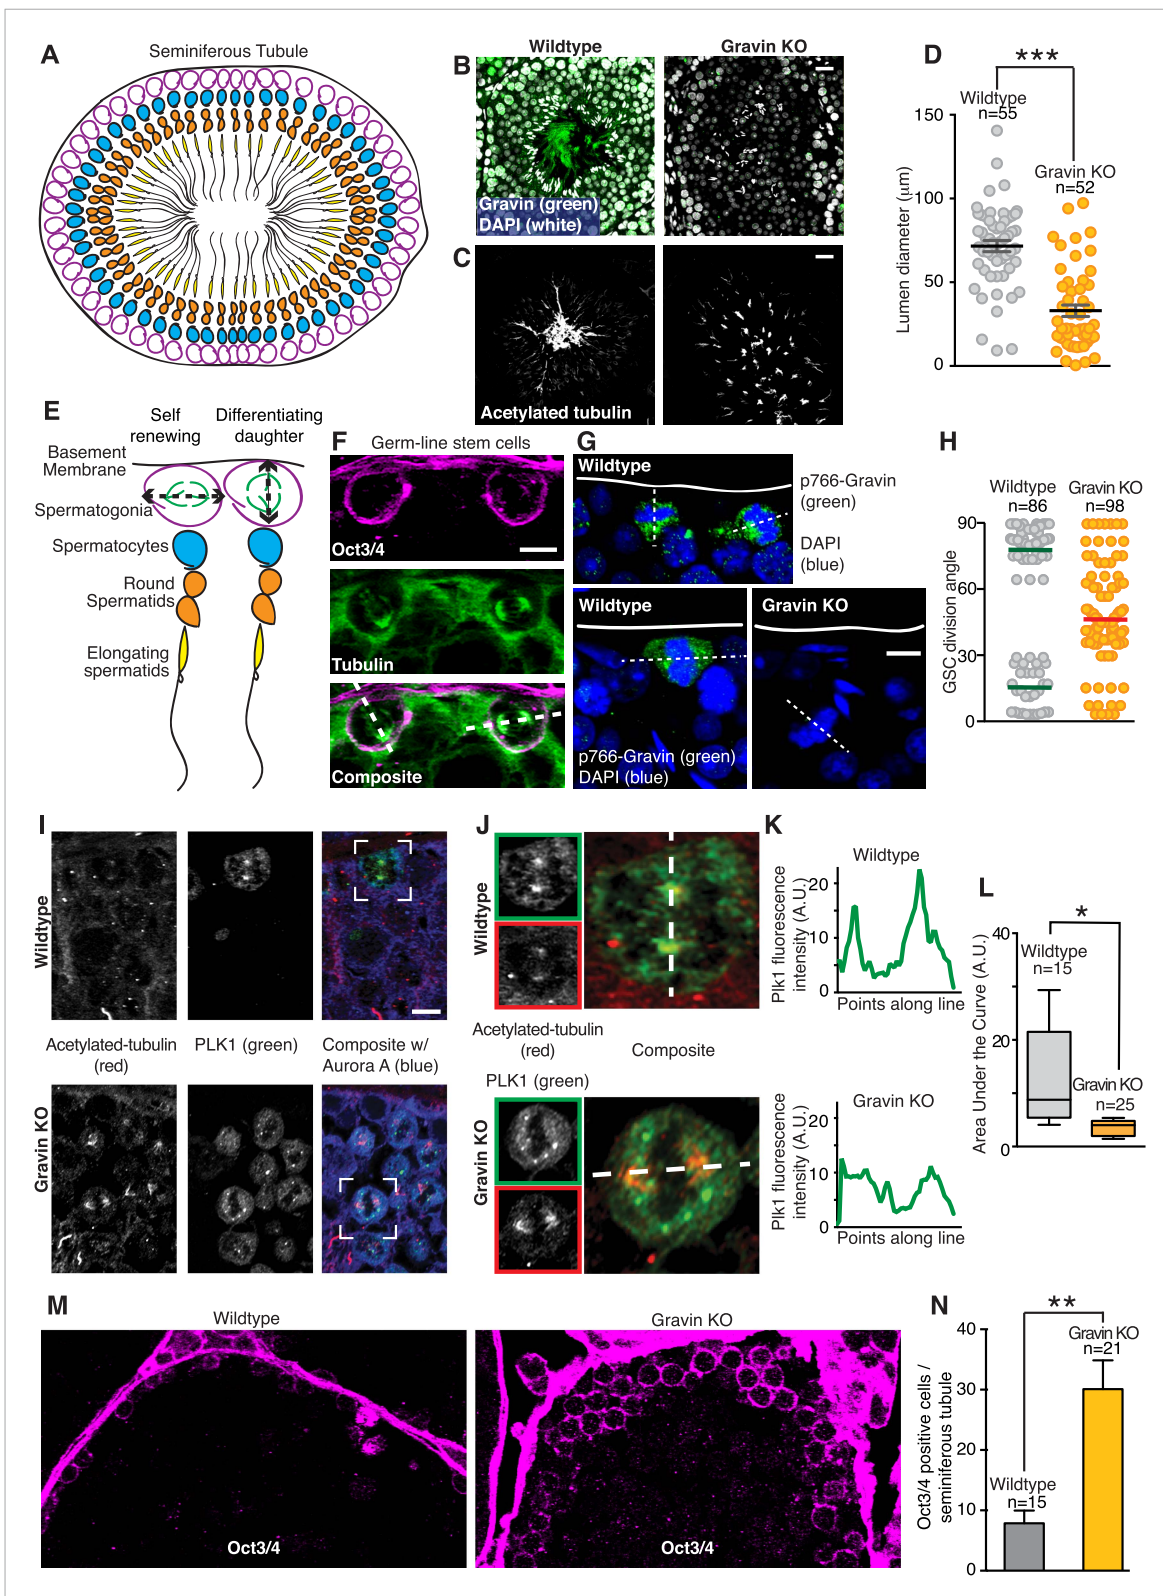 A
Seminiferous Tubule
Wildtype
Gravin KO
B
Gravin (green)
DAPI (white)
C
Acetylated tubulin
D
***
Wildtype
n=55
Gravin KO
n=52
Lumen diameter (μm)
150
100
50
0
E
Self
renewing
Differentiating
daughter
Basement
Membrane
Spermatogonia
Spermatocytes
Round
Spermatids
Elongating
spermatids
F
Germ-line stem cells
Oct3/4
Tubulin
Composite
G
Wildtype
p766-Gravin
(green)
DAPI
(blue)
Wildtype
Gravin KO
p766-Gravin (green)
DAPI (blue)
H
Wildtype
n=86
Gravin KO
n=98
GSC division angle
90
60
30
0
I
Wildtype
Acetylated-tubulin
(red)
PLK1 (green)
Composite w/
Aurora A (blue)
Gravin KO
J
Wildtype
Acetylated-tubulin
(red)
PLK1 (green)
Composite
Gravin KO
K
Wildtype
Plk1 fluorescence
intensity (A.U.)
20
10
0
Points along line
Gravin KO
Plk1 fluorescence
intensity (A.U.)
20
10
0
Points along line
L
*
Wildtype
n=15
Gravin KO
n=25
Area Under the Curve (A.U.)
40
20
0
M
Wildtype
Gravin KO
Oct3/4
Oct3/4
N
**
Gravin KO
n=21
Wildtype
n=15
Oct3/4 positive cells /
seminiferous tubule
40
30
20
10
0